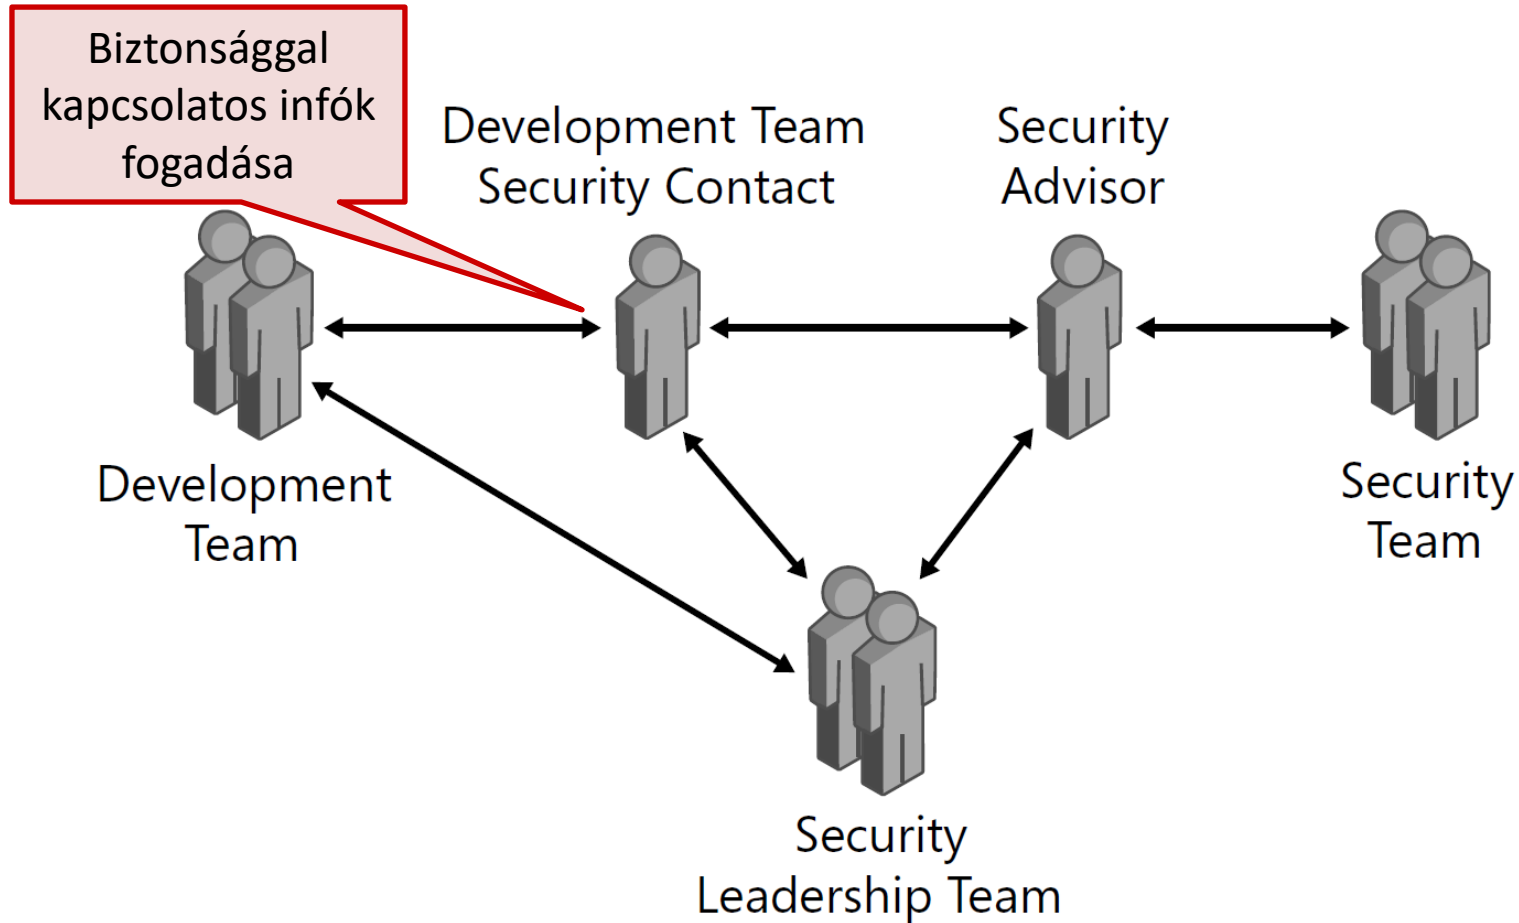 Biztonsággal
kapcsolatos infók
fogadása
Development Team
Security Contact
Security
Advisor
Development
Team
Security
Team
Security
Leadership Team